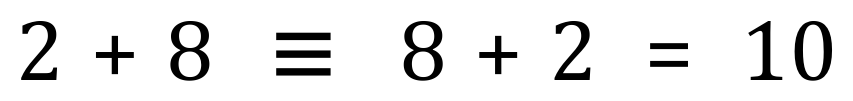 2 + 8 ≡ 8 + 2 = 10